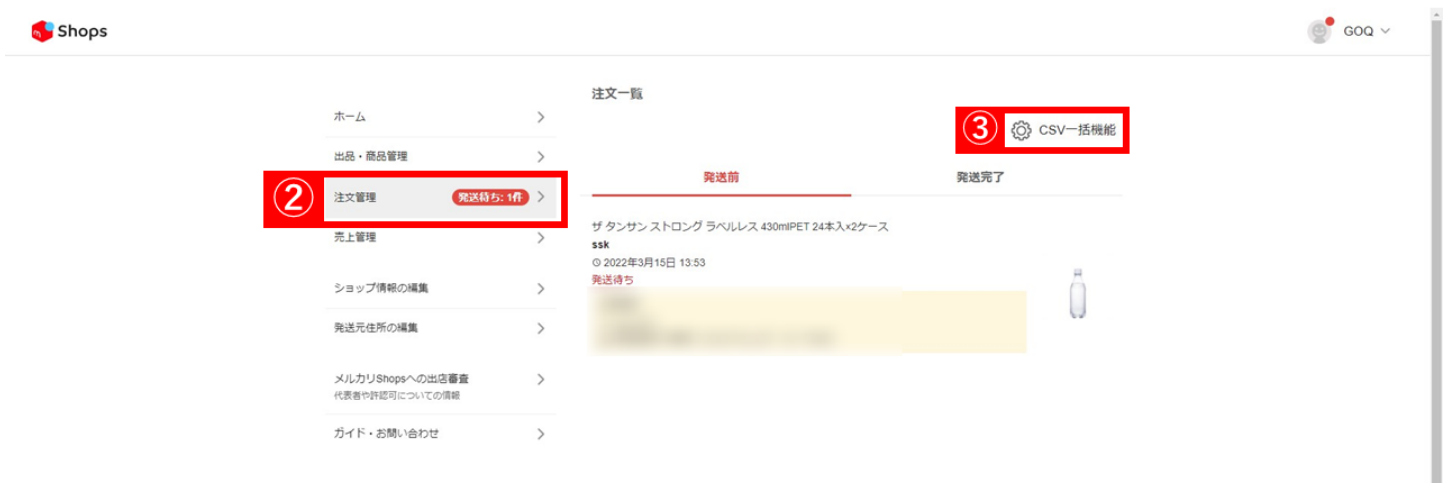 Shops
GOQ
ホーム
出品・商品管理
② 注文管理 発送待ち: 1件
売上管理
ショップ情報の編集
発送元住所の編集
メルカリShopsへの出店審査
代表者や許認可についての情報
ガイド・お問い合わせ
注文一覧
③ CSV一括機能
発送前 発送完了
ザ タンサン ストロング ラベルレス 430mlPET 24本入×2ケース
ssk
2022年3月15日 13:53
発送待ち